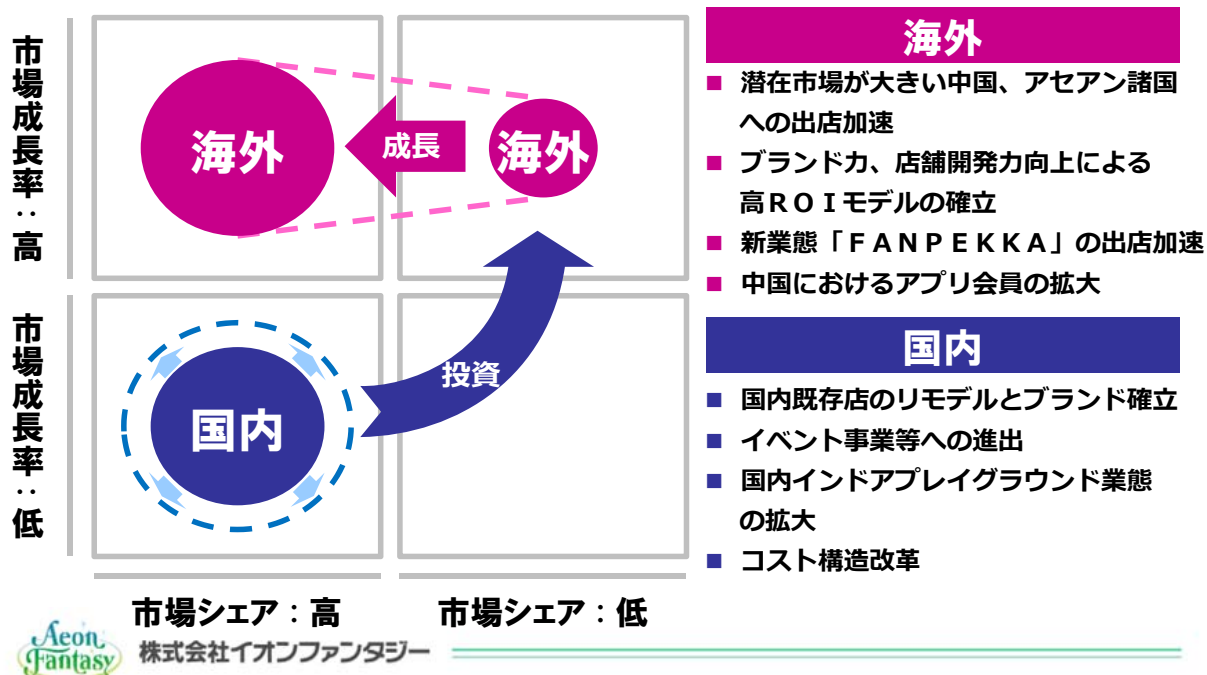 市場成長率：高
海外
成長
海外
市場成長率：低
国内
投資
市場シェア：高
市場シェア：低
海外
■ 潜在市場が大きい中国、アセアン諸国
への出店加速
■ ブランド力、店舗開発力向上による
高ＲＯＩモデルの確立
■ 新業態「ＦＡＮＰＥＫＫＡ」の出店加速
■ 中国におけるアプリ会員の拡大
国内
■ 国内既存店のリモデルとブランド確立
■ イベント事業等への進出
■ 国内インドアプレイグラウンド業態
の拡大
■ コスト構造改革
Aeon
Fantasy
株式会社イオンファンタジー